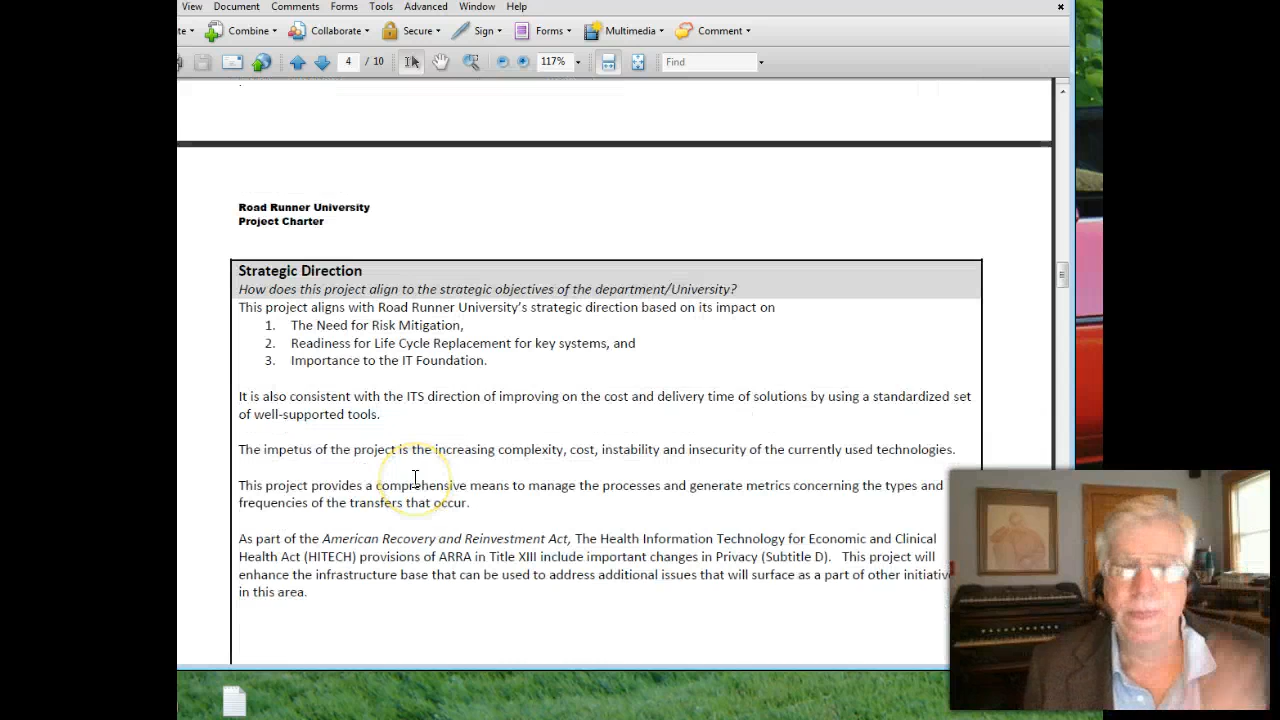 View Document Comments Forms Tools Advanced Window Help
Combine Collaborate Secure Sign Forms Multimedia Comment
4 / 10 117% Find
Road Runner University
Project Charter
Strategic Direction
How does this project align to the strategic objectives of the department/University?
This project aligns with Road Runner University's strategic direction based on its impact on
1. The Need for Risk Mitigation,
2. Readiness for Life Cycle Replacement for key systems, and
3. Importance to the IT Foundation.
It is also consistent with the ITS direction of improving on the cost and delivery time of solutions by using a standardized set
of well-supported tools.
The impetus of the project is the increasing complexity, cost, instability and insecurity of the currently used technologies.
This project provides a comprehensive means to manage the processes and generate metrics concerning the types and
frequencies of the transfers that occur.
As part of the American Recovery and Reinvestment Act, The Health Information Technology for Economic and Clinical
Health Act (HITECH) provisions of ARRA in Title XIII include important changes in Privacy (Subtitle D). This project will
enhance the infrastructure base that can be used to address additional issues that will surface as a part of other initiative
in this area.